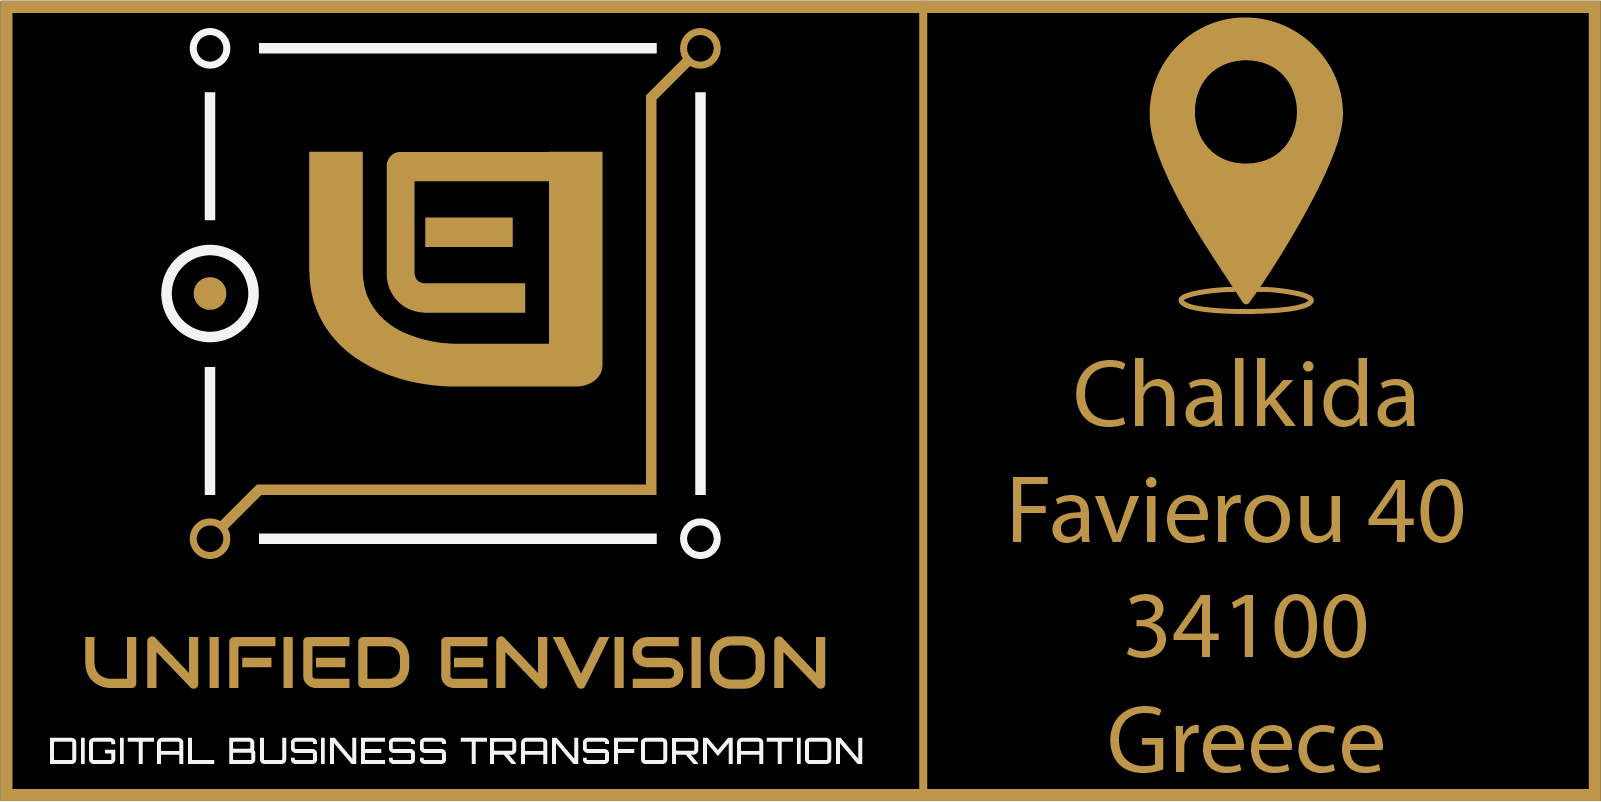 UNIFIED ENVISION
DIGITAL BUSINESS TRANSFORMATION
Chalkida
Favierou 40
34100
Greece